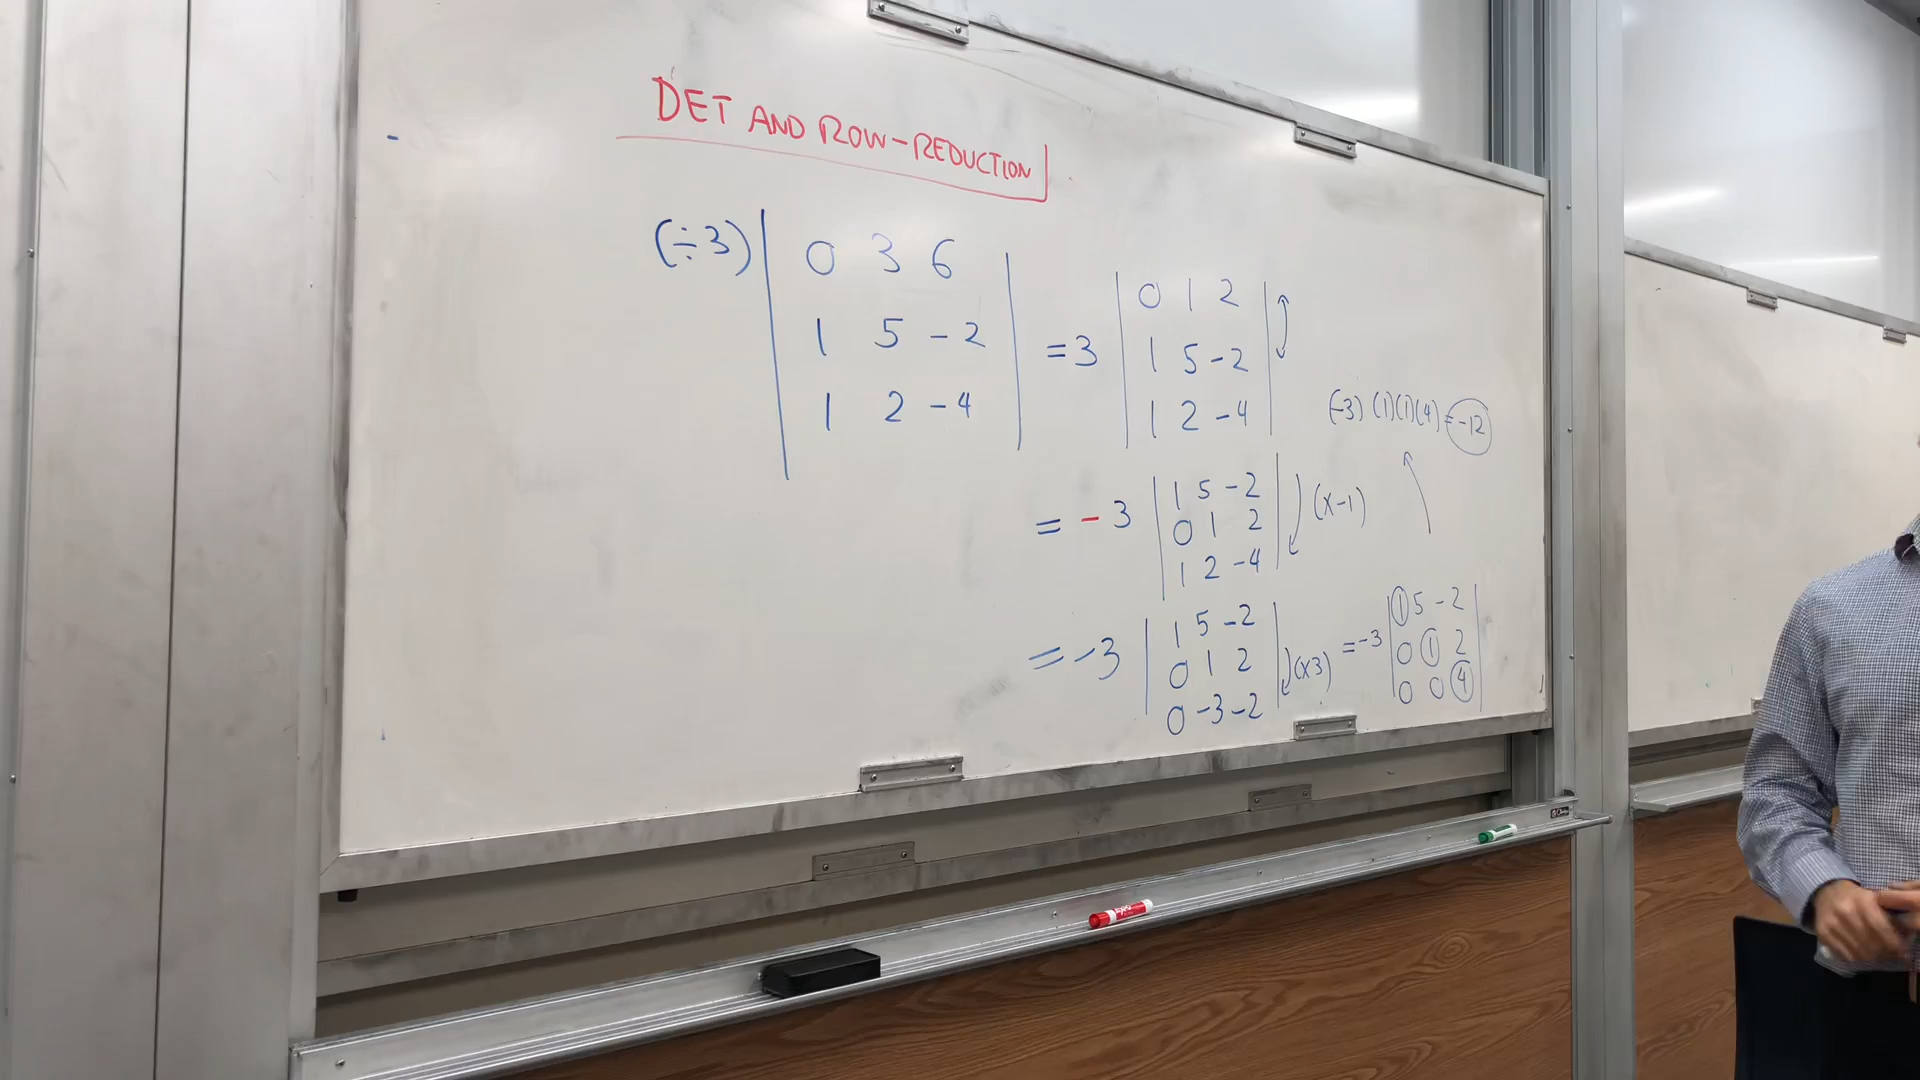 DET AND ROW-REDUCTION
(÷3) | 0 3 6 |
| 1 5 -2 |
| 1 2 -4 |
= 3 | 0 1 2 |
| 1 5 -2 |
| 1 2 -4 |
= - 3 | 1 5 -2 | (x-1)
| 0 1 2 |
| 1 2 -4 |
= -3 | 1 5 -2 |
| 0 1 2 | (x3)
| 0 -3 -2 |
= -3 | 1 5 -2 |
| 0 1 2 |
| 0 0 4 |
(-3) (1)(1)(4) = -12
EXPO